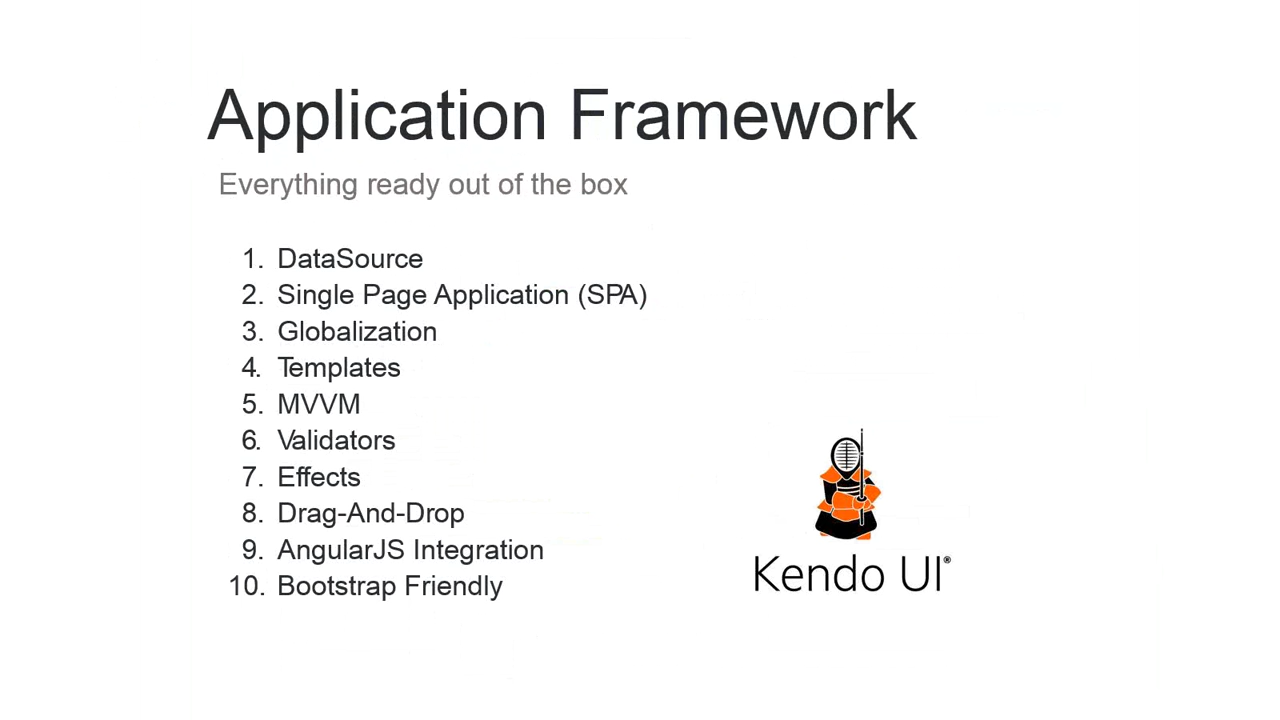 Application Framework
Everything ready out of the box
1. DataSource
2. Single Page Application (SPA)
3. Globalization
4. Templates
5. MVVM
6. Validators
7. Effects
8. Drag-And-Drop
9. AngularJS Integration
10. Bootstrap Friendly
Kendo UI®